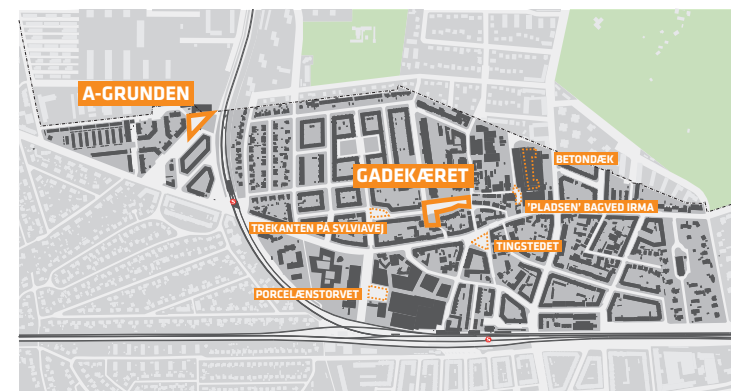 A-GRUNDEN
BETONDÆK
GADEKÆRET
'PLADSEN' BAGVED IRMA
TREKANTEN PÅ SYLVIAVEJ
TINGSTEDET
PORCELÆNSTORVET